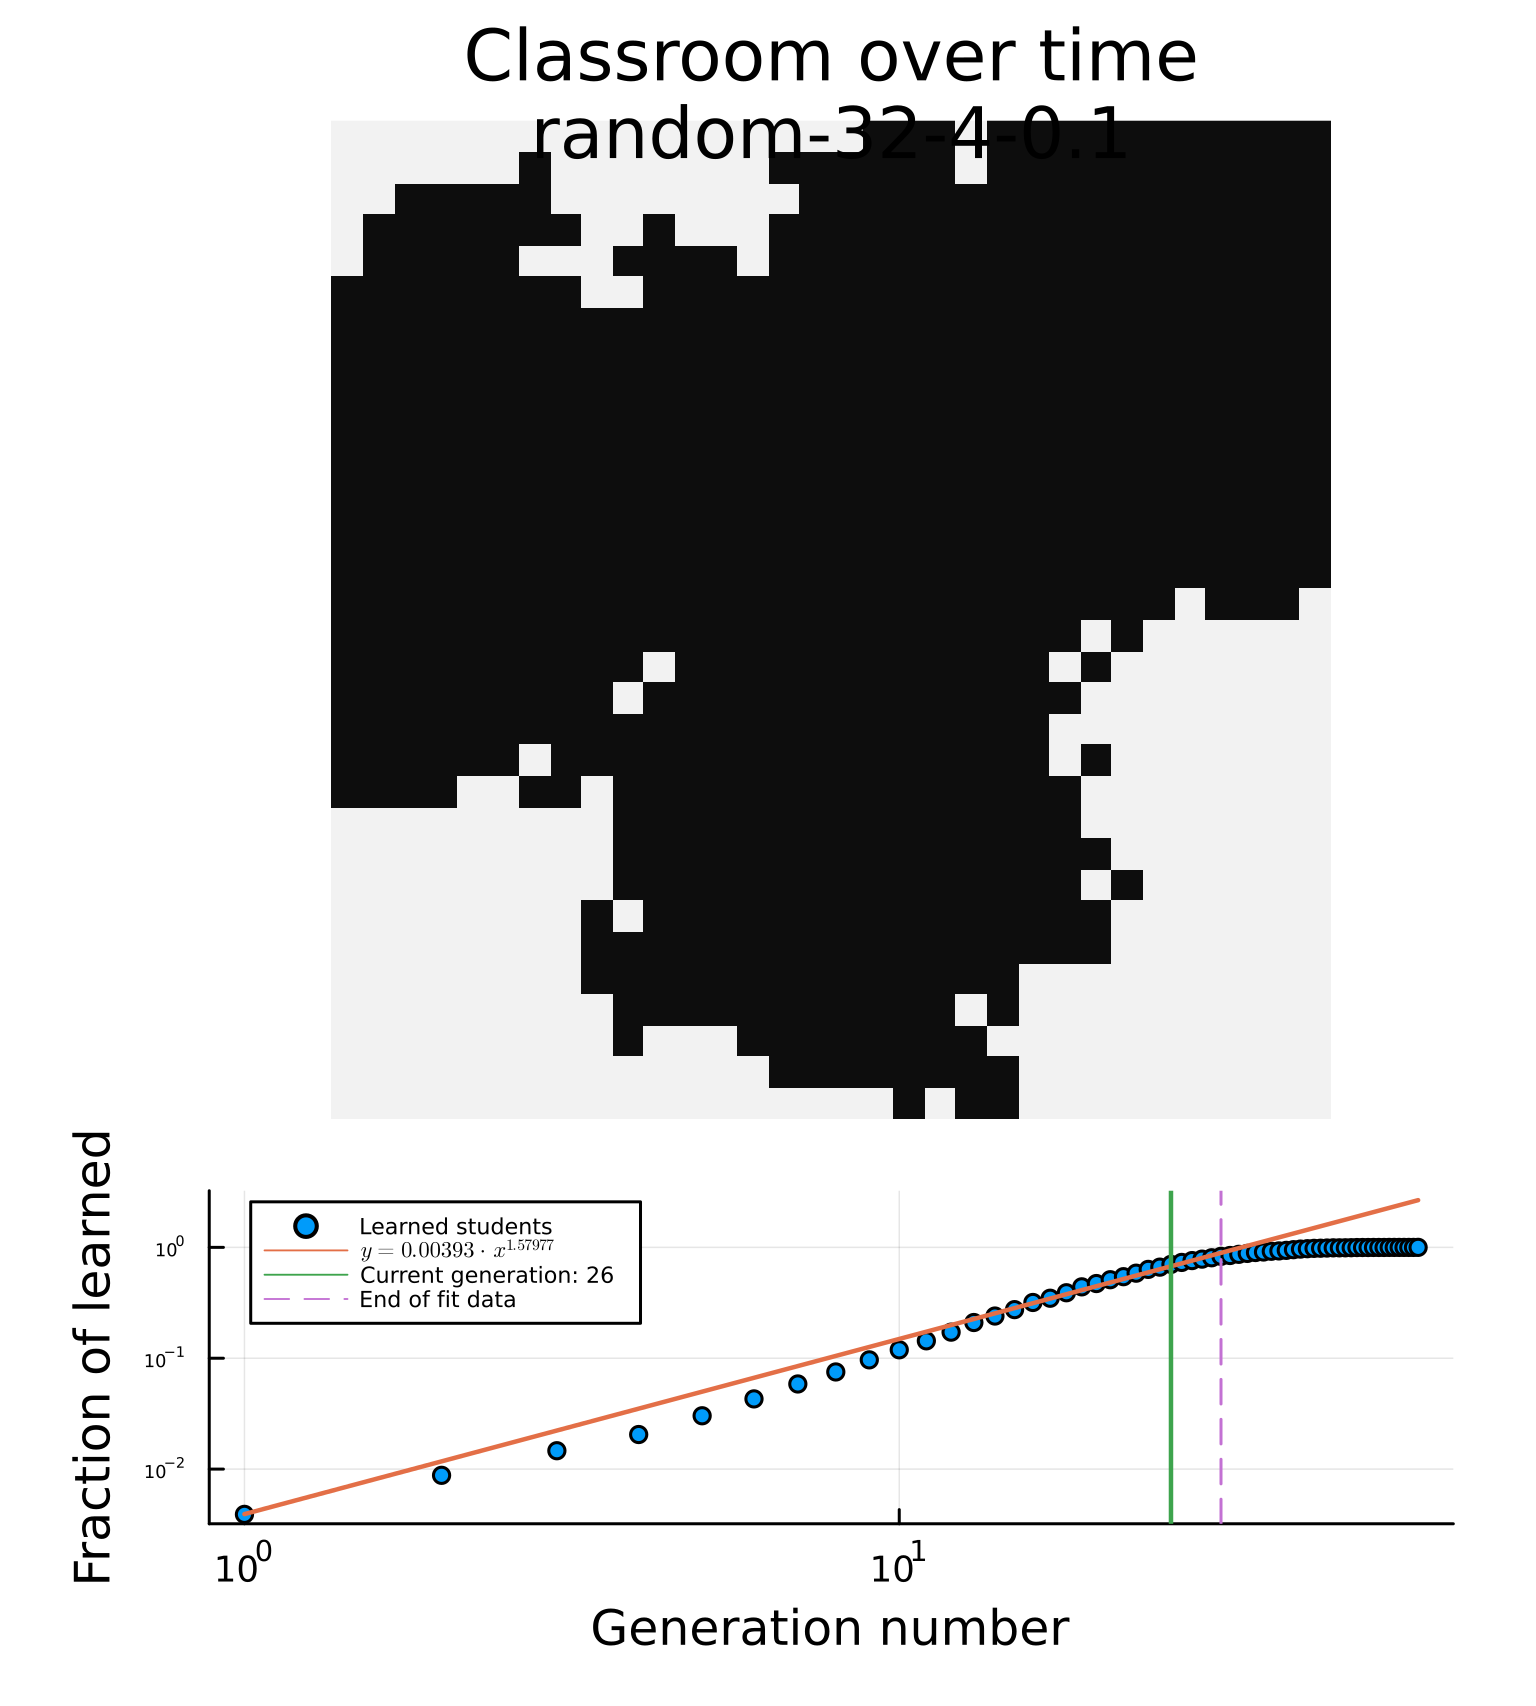 Classroom over time
random-32-4-0.1
Fraction of learned
Learned students
y = 0.00393 · x^1.57977
Current generation: 26
End of fit data
10^0
10^-1
10^-2
10^0
10^1
Generation number